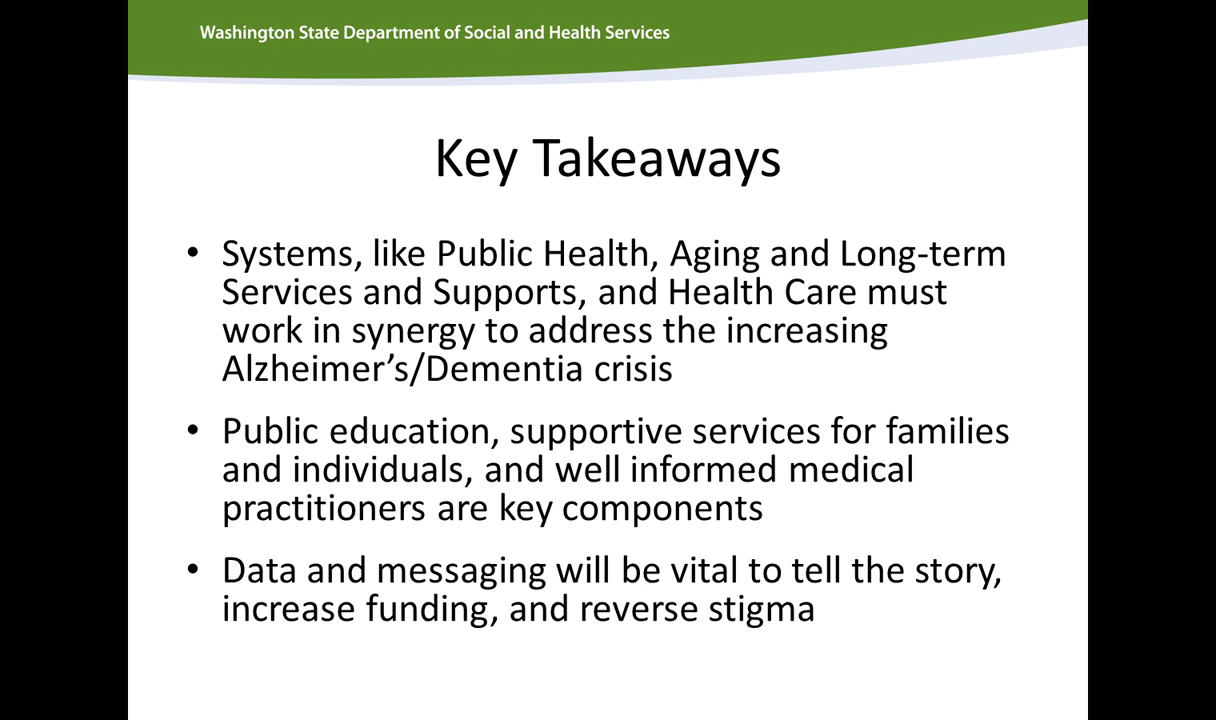 Washington State Department of Social and Health Services
Key Takeaways
• Systems, like Public Health, Aging and Long-term
Services and Supports, and Health Care must
work in synergy to address the increasing
Alzheimer’s/Dementia crisis
• Public education, supportive services for families
and individuals, and well informed medical
practitioners are key components
• Data and messaging will be vital to tell the story,
increase funding, and reverse stigma